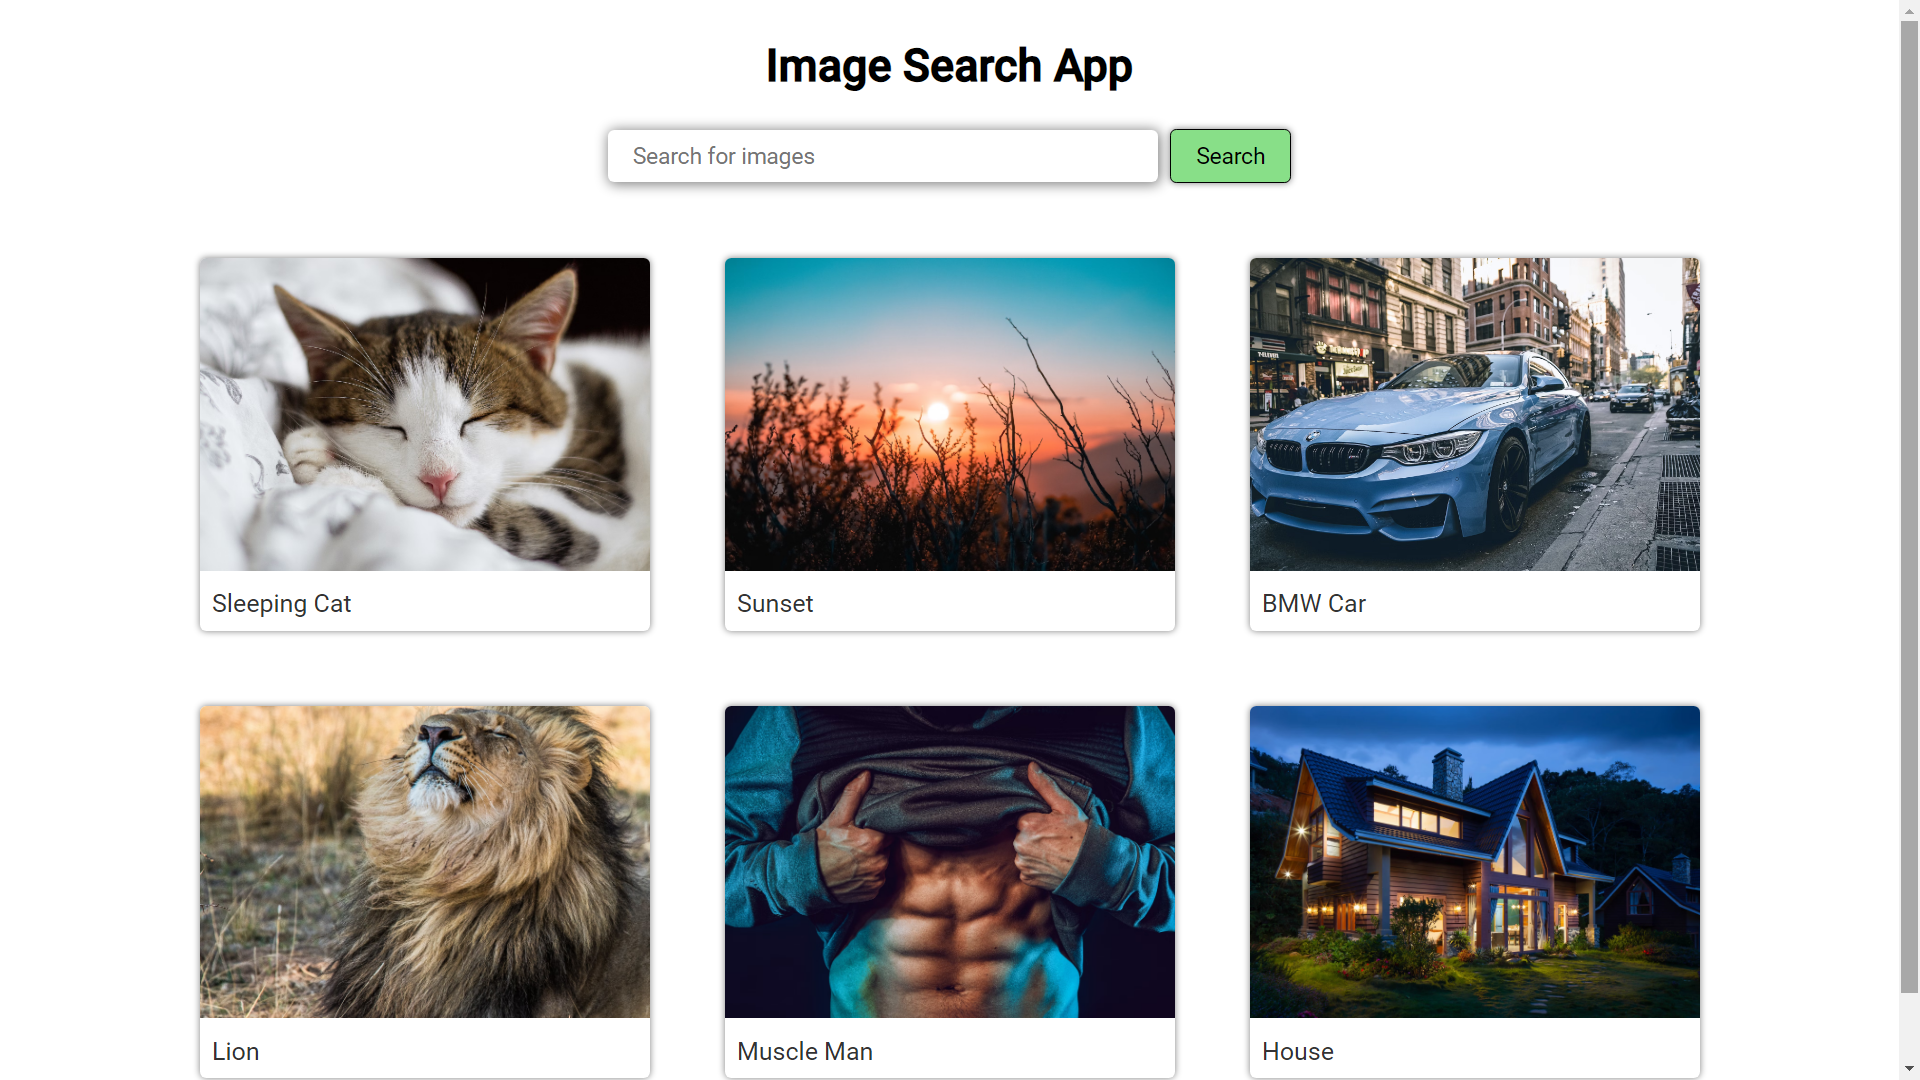 Image Search App
Search for images
Search
Sleeping Cat
Sunset
BMW Car
Lion
Muscle Man
House